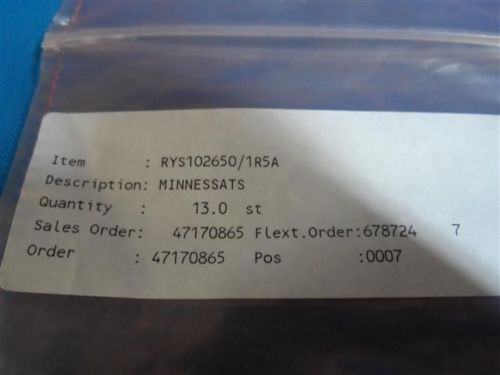 Item : RYS102650/1R5A
Description: MINNESSATS
Quantity : 13.0 st
Sales Order: 47170865 Flext.Order:678724 7
Order : 47170865 Pos :0007